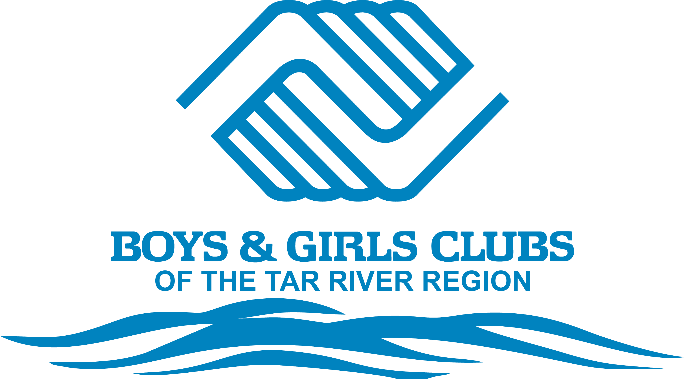 BOYS & GIRLS CLUBS
OF THE TAR RIVER REGION